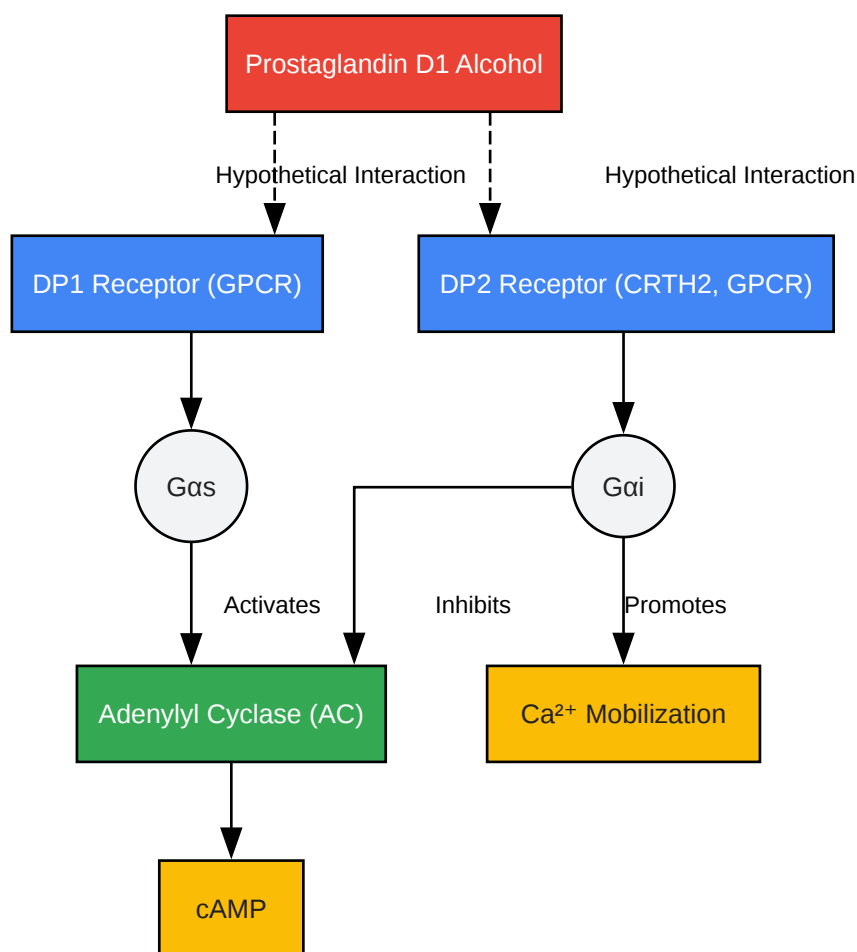 Prostaglandin D1 Alcohol
Hypothetical Interaction
Hypothetical Interaction
DP1 Receptor (GPCR)
DP2 Receptor (CRTH2, GPCR)
Gαs
Gαi
Activates
Inhibits
Promotes
Adenylyl Cyclase (AC)
Ca²⁺ Mobilization
cAMP